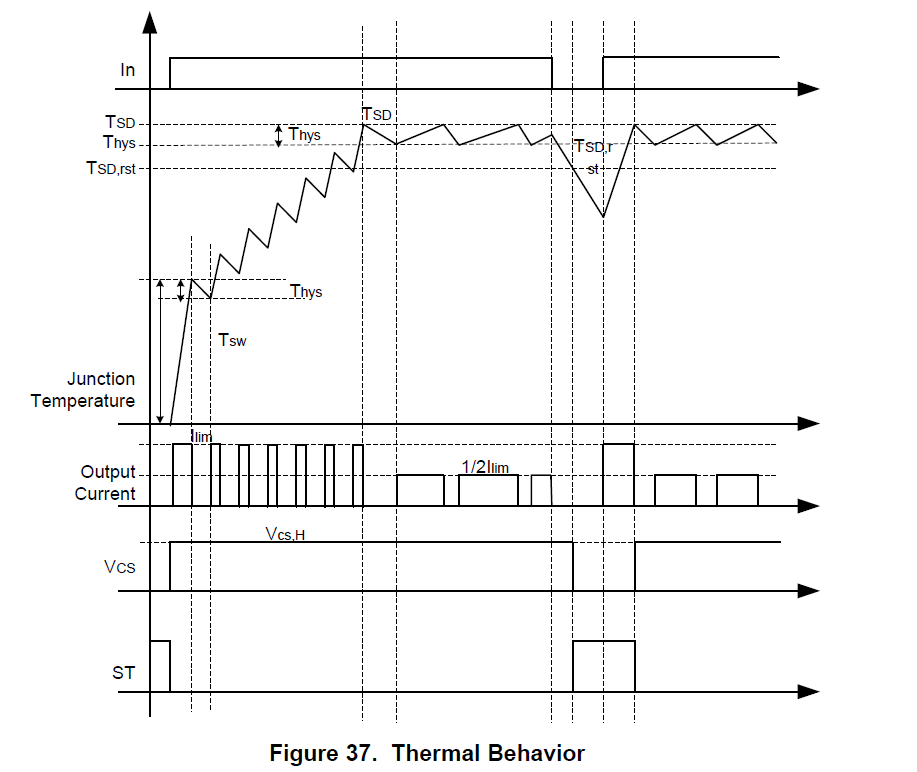 In
TSD
TSD
Thys
Thys
TSD,r
st
TSD,rst
Thys
Tsw
Junction
Temperature
Ilim
Output
Current
1/2Ilim
Vcs,H
Vcs
ST
Figure 37. Thermal Behavior